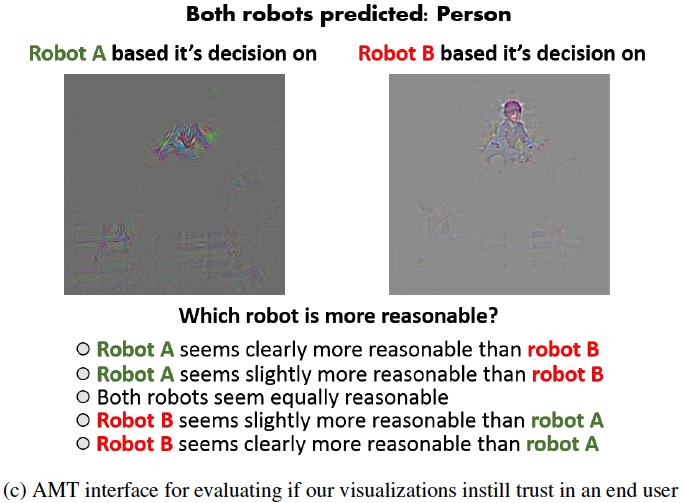 Both robots predicted: Person
Robot A based it's decision on
Robot B based it's decision on
Which robot is more reasonable?
Robot A seems clearly more reasonable than robot B
Robot A seems slightly more reasonable than robot B
Both robots seem equally reasonable
Robot B seems slightly more reasonable than robot A
Robot B seems clearly more reasonable than robot A
(c) AMT interface for evaluating if our visualizations instill trust in an end user